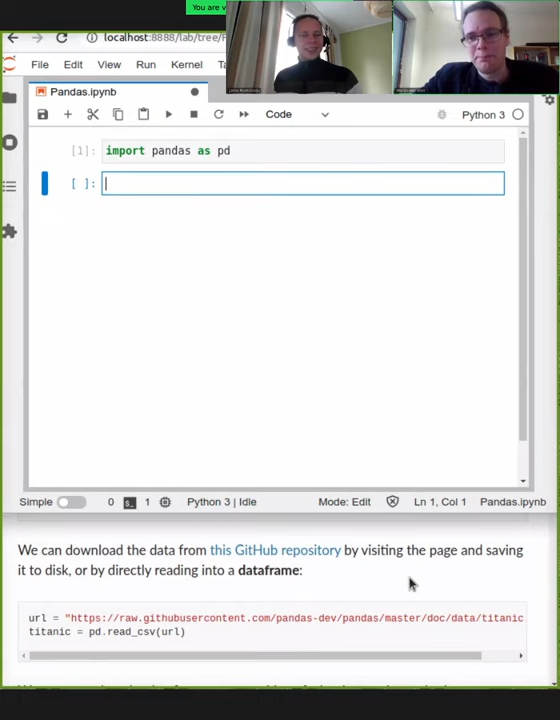 You are v
localhost:8888/lab/tree/P
Pandas.ipynb
File Edit View Run Kernel Ta
Code
Python 3
[1]: import pandas as pd
[ ]:
Simple 0 1 Python 3 | Idle Mode: Edit Ln 1, Col 1 Pandas.ipynb
We can download the data from this GitHub repository by visiting the page and saving
it to disk, or by directly reading into a dataframe:
url = "https://raw.githubusercontent.com/pandas-dev/pandas/master/doc/data/titanic
titanic = pd.read_csv(url)